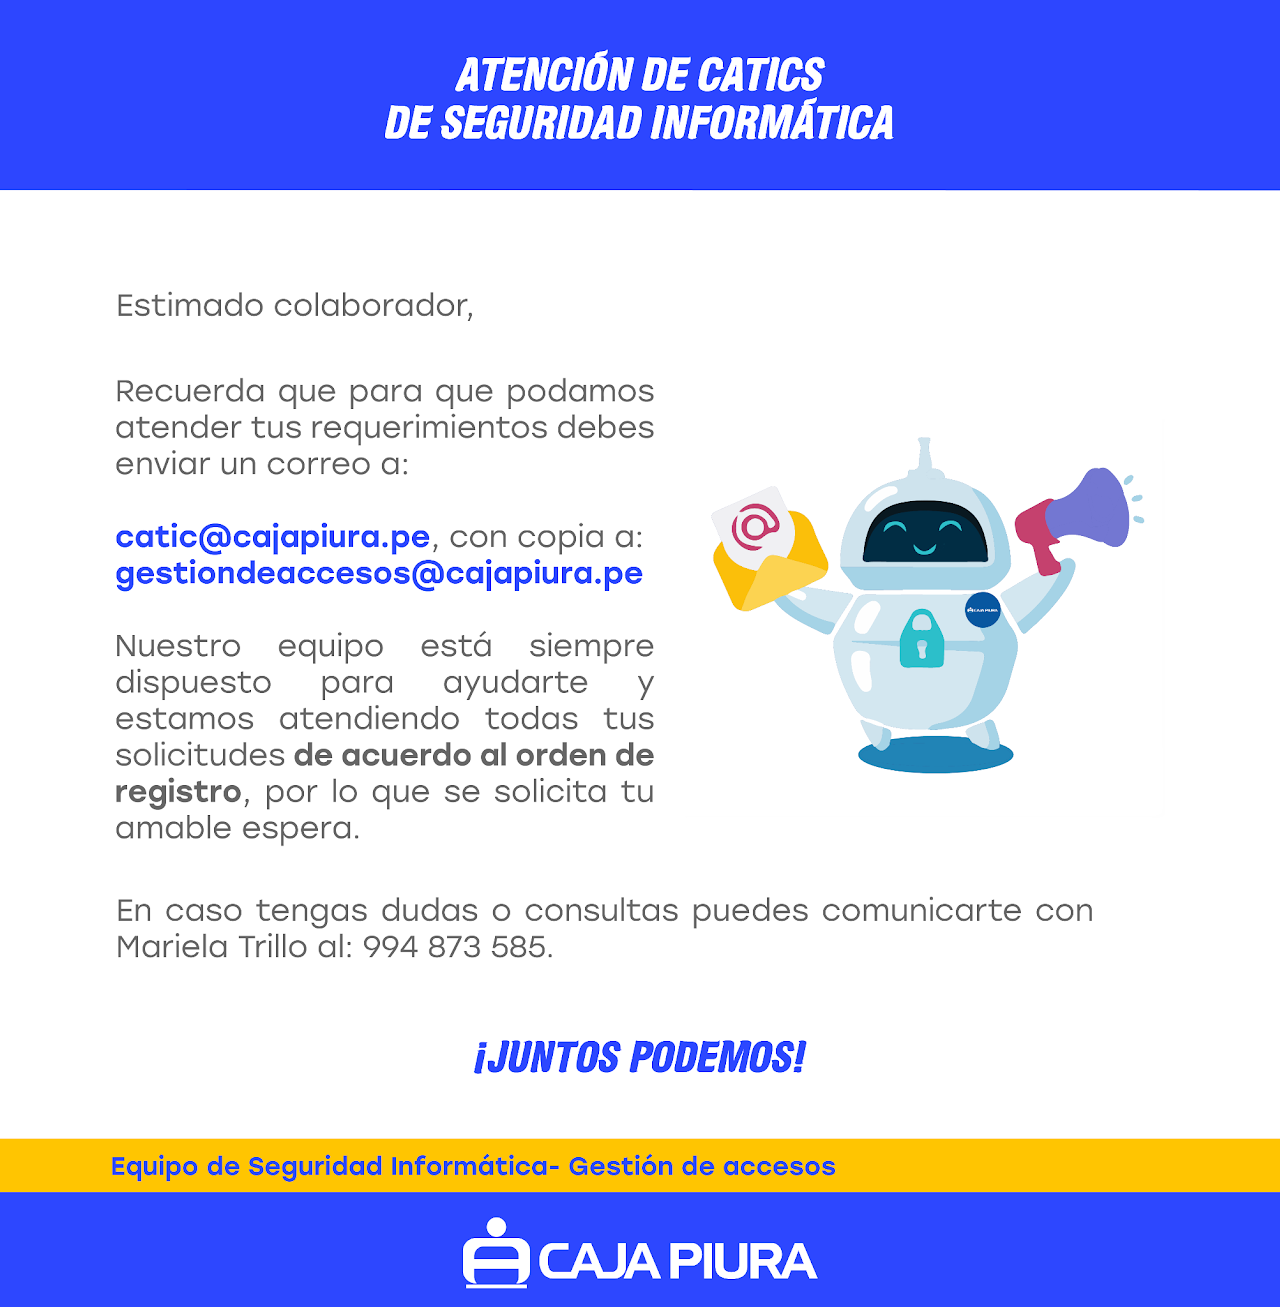 ATENCIÓN DE CATICS
DE SEGURIDAD INFORMÁTICA
Estimado colaborador,
Recuerda que para que podamos
atender tus requerimientos debes
enviar un correo a:
catic@cajapiura.pe, con copia a:
gestiondeaccesos@cajapiura.pe
Nuestro equipo está siempre
dispuesto para ayudarte y
estamos atendiendo todas tus
solicitudes de acuerdo al orden de
registro, por lo que se solicita tu
amable espera.
CAJA PIURA
En caso tengas dudas o consultas puedes comunicarte con
Mariela Trillo al: 994 873 585.
¡JUNTOS PODEMOS!
Equipo de Seguridad Informática- Gestión de accesos
CAJA PIURA